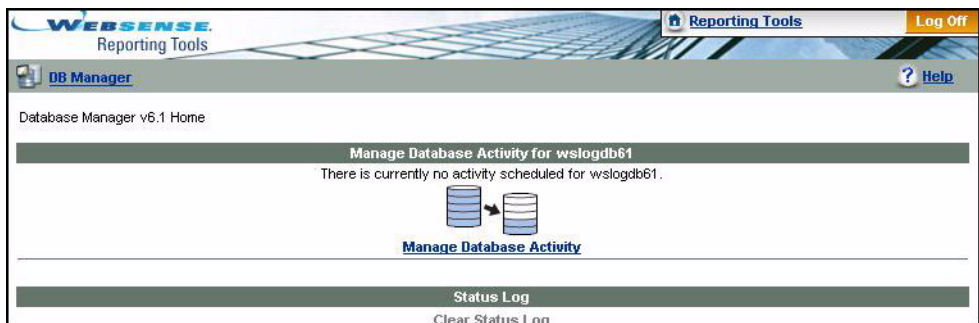 WEBSENSE.
Reporting Tools
Reporting Tools
Log Off
DB Manager
? Help
Database Manager v6.1 Home
Manage Database Activity for wslogdb61
There is currently no activity scheduled for wslogdb61.
Manage Database Activity
Status Log
Clear Status Log